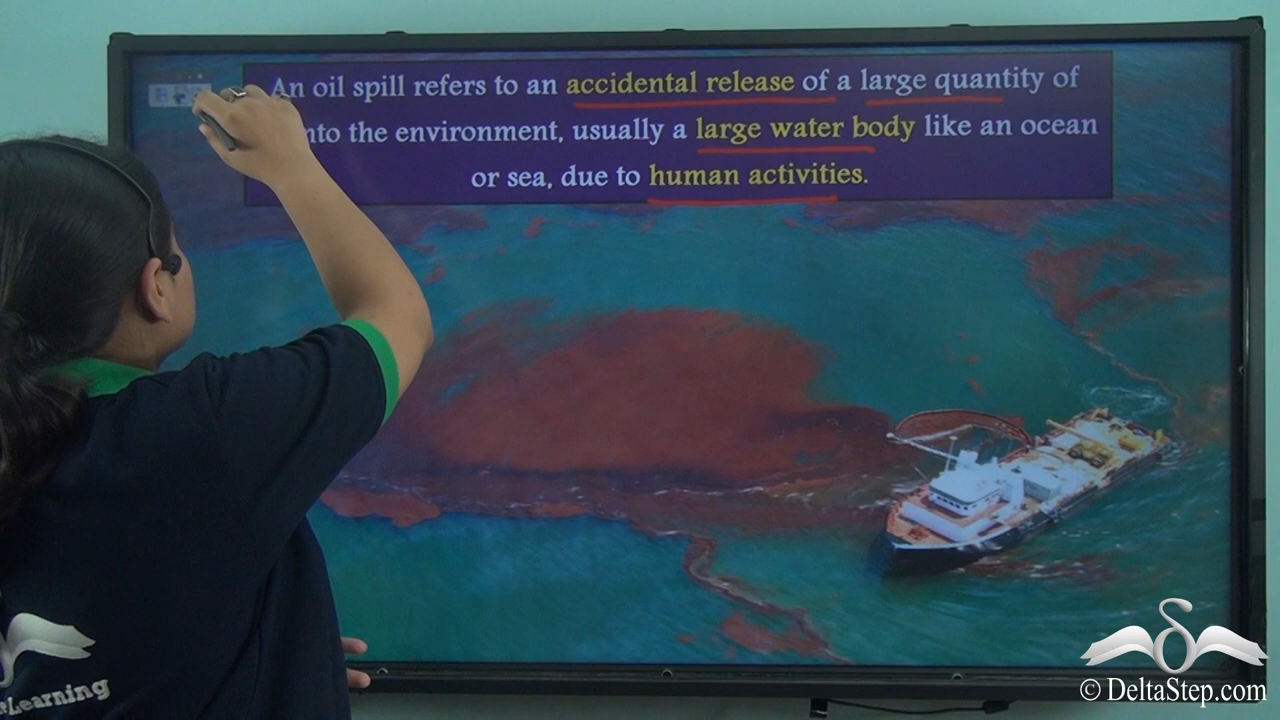 An oil spill refers to an accidental release of a large quantity of
into the environment, usually a large water body like an ocean
or sea, due to human activities.
Learning
© DeltaStep.com